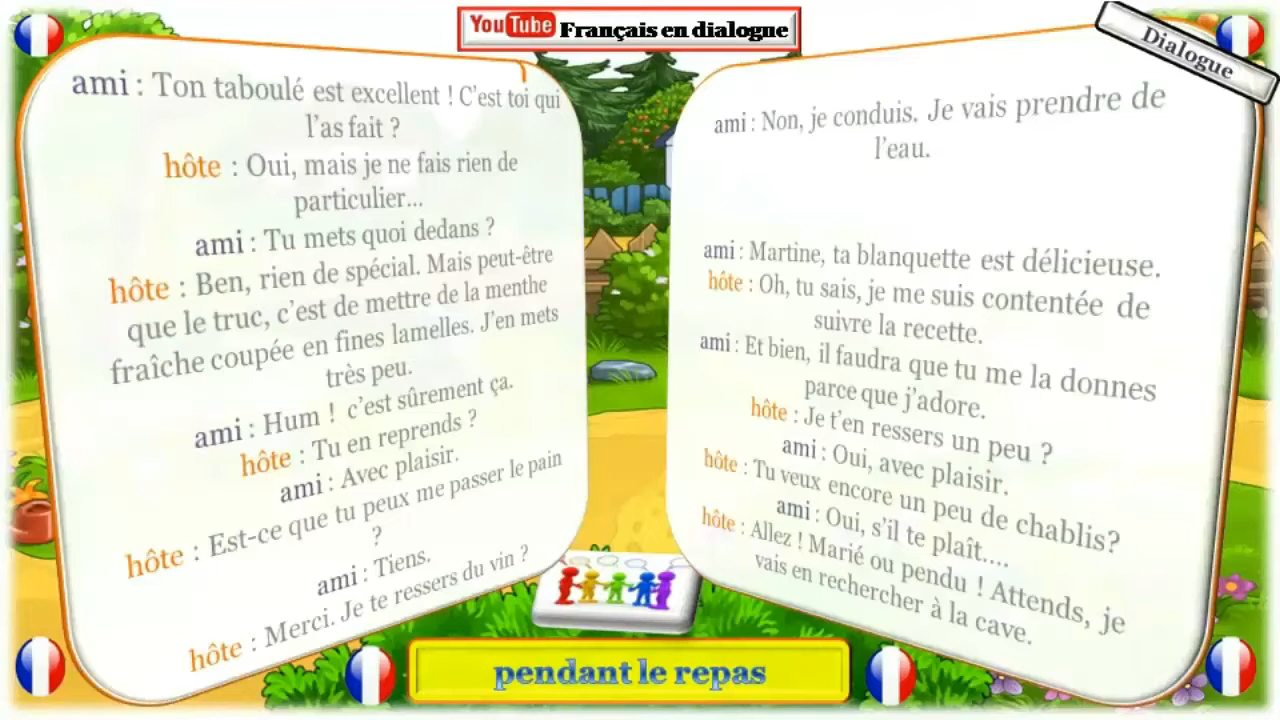 YouTube Français en dialogue
Dialogue
ami : Ton taboulé est excellent ! C'est toi qui
l'as fait ?
hôte : Oui, mais je ne fais rien de
particulier...
ami : Tu mets quoi dedans ?
hôte : Ben, rien de spécial. Mais peut-être
que le truc, c'est de mettre de la menthe
fraîche coupée en fines lamelles. J'en mets
très peu.
ami : Hum ! c'est sûrement ça.
hôte : Tu en reprends ?
ami : Avec plaisir.
hôte : Est-ce que tu peux me passer le pain
?
ami : Tiens.
hôte : Merci. Je te ressers du vin ?
ami : Non, je conduis. Je vais prendre de
l'eau.
ami : Martine, ta blanquette est délicieuse.
hôte : Oh, tu sais, je me suis contentée de
suivre la recette.
ami : Et bien, il faudra que tu me la donnes
parce que j'adore.
hôte : Je t'en ressers un peu ?
ami : Oui, avec plaisir.
hôte : Tu veux encore un peu de chablis?
ami : Oui, s'il te plaît....
hôte : Allez ! Marié ou pendu ! Attends, je
vais en rechercher à la cave.
pendant le repas